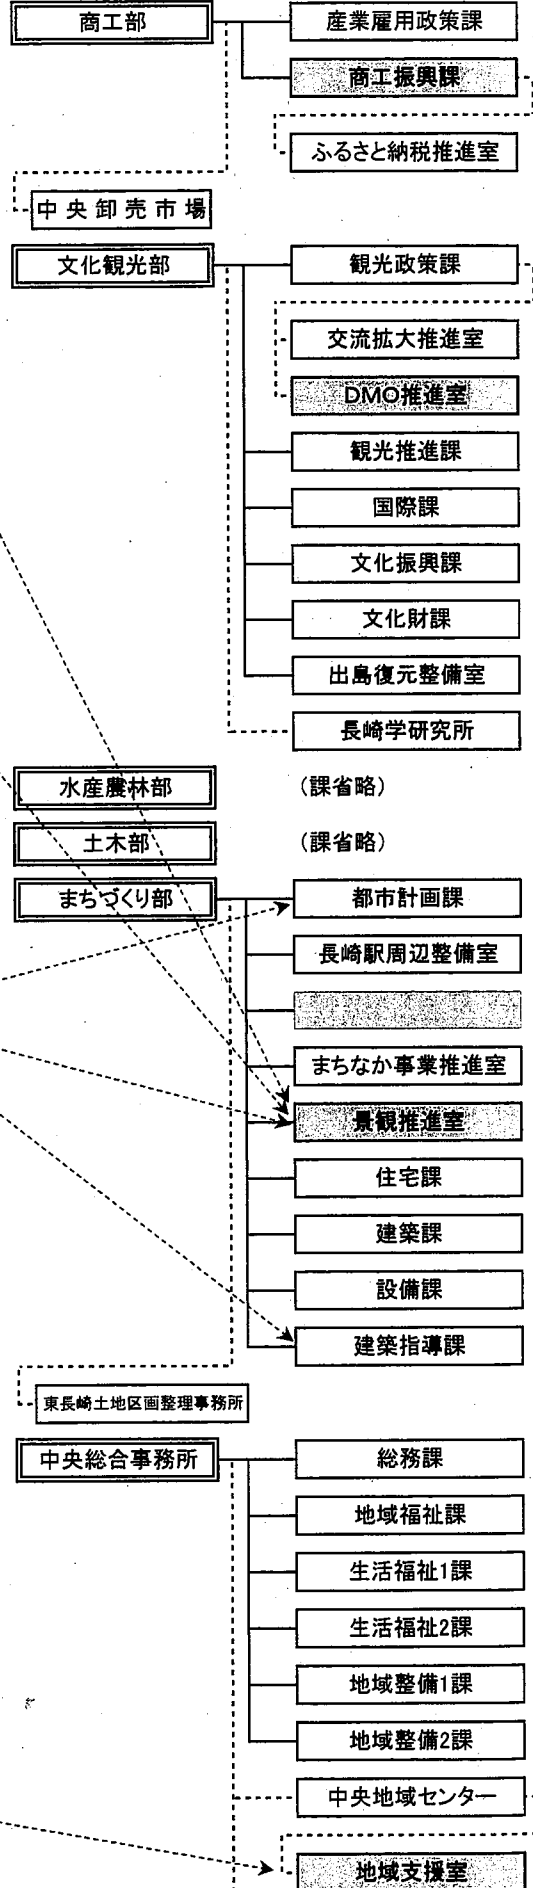 商工部 産業雇用政策課
商工振興課
ふるさと納税推進室
中央卸売市場
文化観光部 観光政策課
交流拡大推進室
DMO推進室
観光推進課
国際課
文化振興課
文化財課
出島復元整備室
長崎学研究所
水産農林部 (課省略)
土木部 (課省略)
まちづくり部 都市計画課
長崎駅周辺整備室
まちなか事業推進室
景観推進室
住宅課
建築課
設備課
建築指導課
東長崎土地区画整理事務所
中央総合事務所 総務課
地域福祉課
生活福祉1課
生活福祉2課
地域整備1課
地域整備2課
中央地域センター
地域支援室